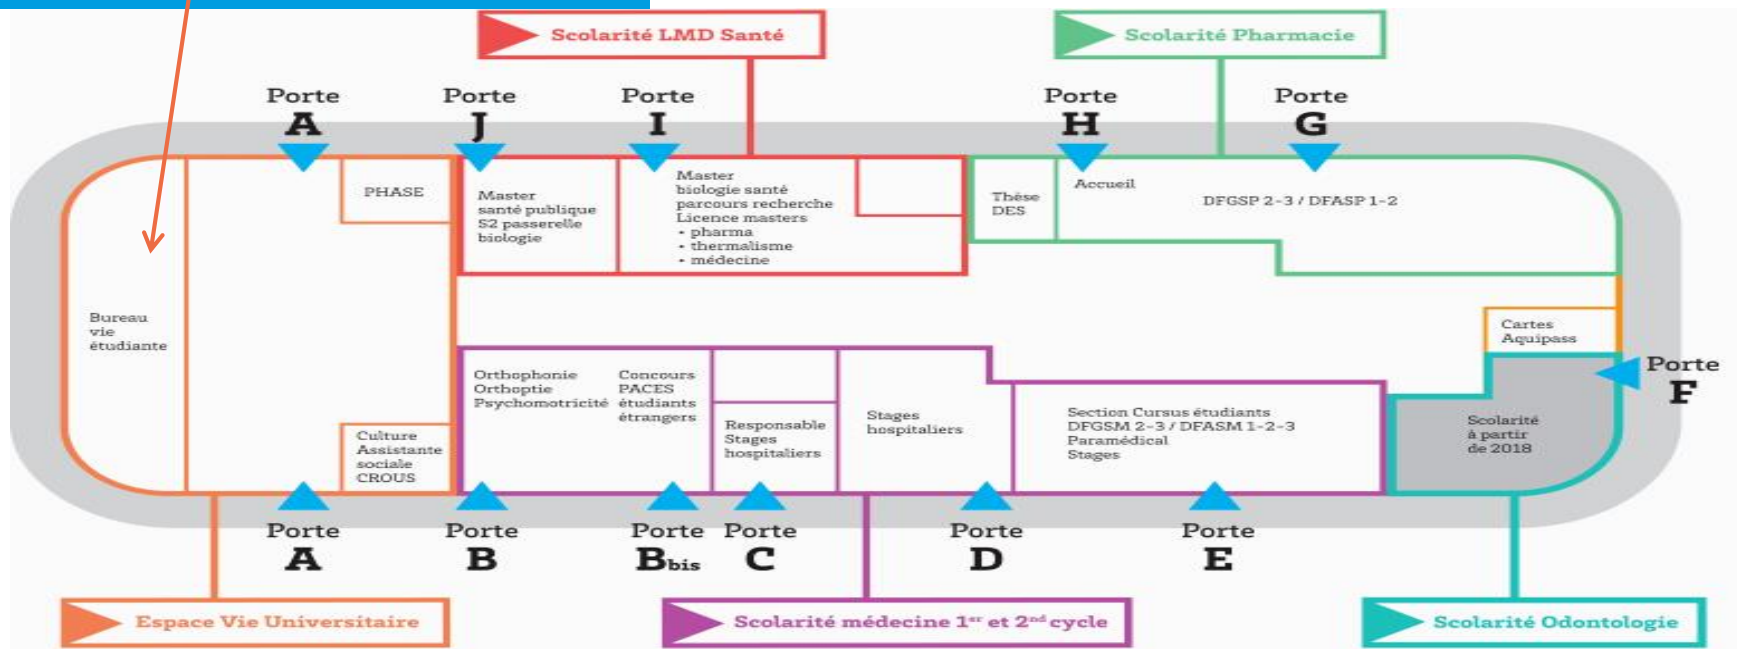 Scolarité LMD Santé
Scolarité Pharmacie
Porte
A
Porte
J
Porte
I
Porte
H
Porte
G
PHASE
Master
santé publique
S2 passerelle
biologie
Master
biologie santé
parcours recherche
Licence masters
• pharma
• thermalisme
• médecine
Thèse
DES
Accueil
DFGSP 2-3 / DFASP 1-2
Bureau
vie
étudiante
Cartes
Aquipass
Porte
F
Orthophonie
Orthoptie
Psychomotricité
Concours
PACES
étudiants
étrangers
Responsable
Stages
hospitaliers
Stages
hospitaliers
Section Cursus étudiants
DFGSM 2-3 / DFASM 1-2-3
Paramédical
Stages
Scolarité
à partir
de 2018
Culture
Assistante
sociale
CROUS
Porte
A
Porte
B
Porte
Bbis
Porte
C
Porte
D
Porte
E
Espace Vie Universitaire
Scolarité médecine 1er et 2nd cycle
Scolarité Odontologie